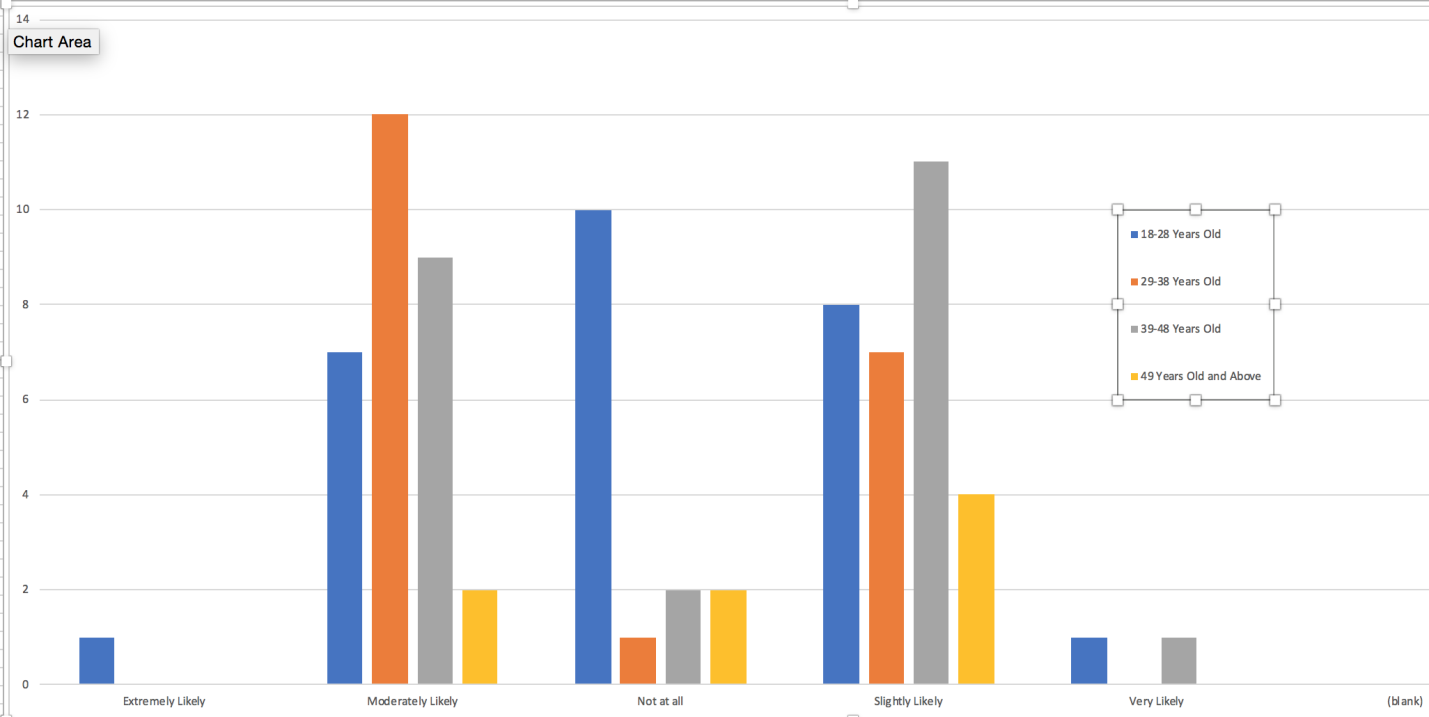 14
Chart Area
12
10
8
6
4
2
0
18-28 Years Old
29-38 Years Old
39-48 Years Old
49 Years Old and Above
Extremely Likely
Moderately Likely
Not at all
Slightly Likely
Very Likely
(blank)